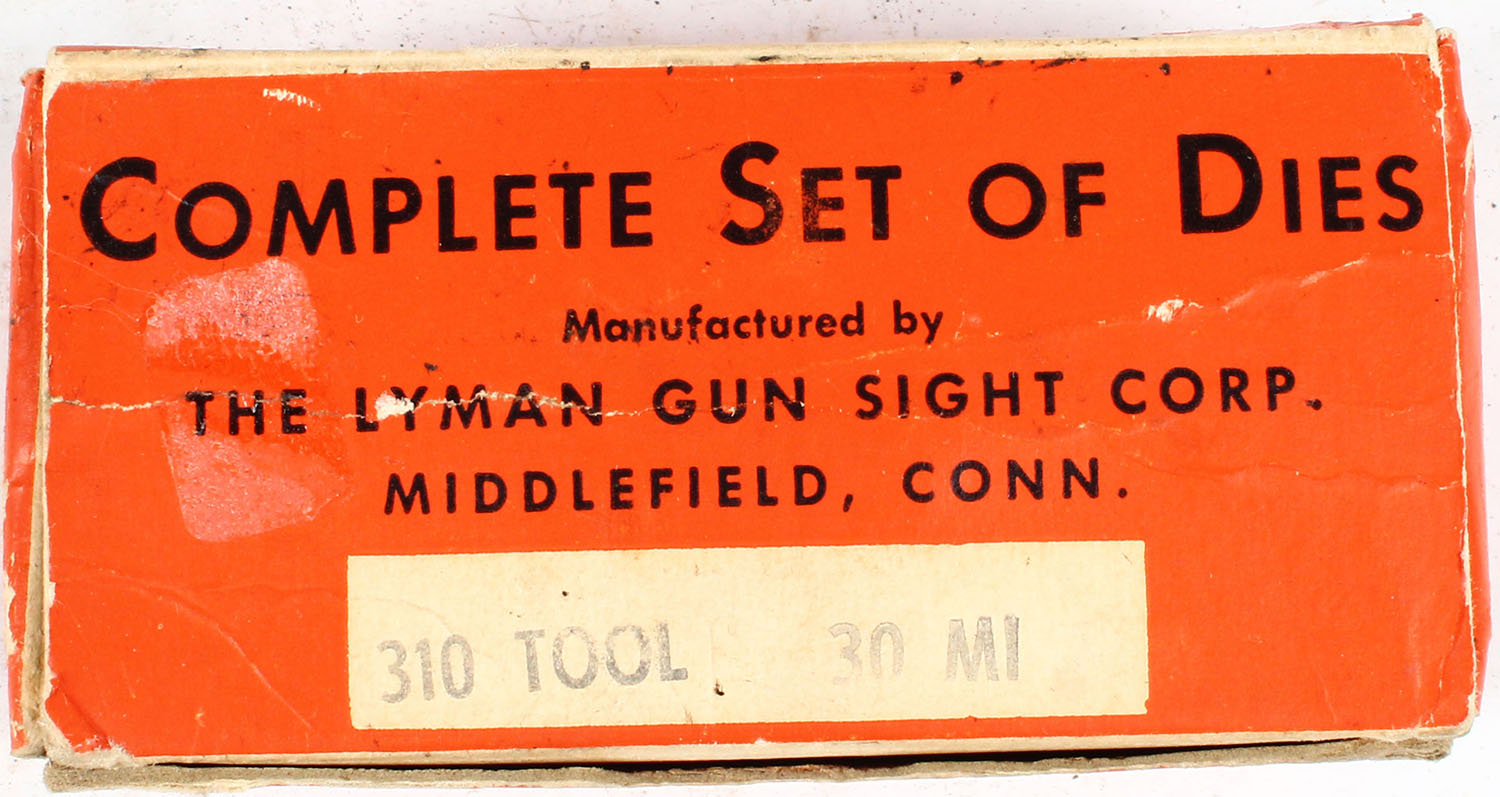 COMPLETE SET OF DIES
Manufactured by
THE LYMAN GUN SIGHT CORP.
MIDDLEFIELD, CONN.
310 TOOL 30 MI